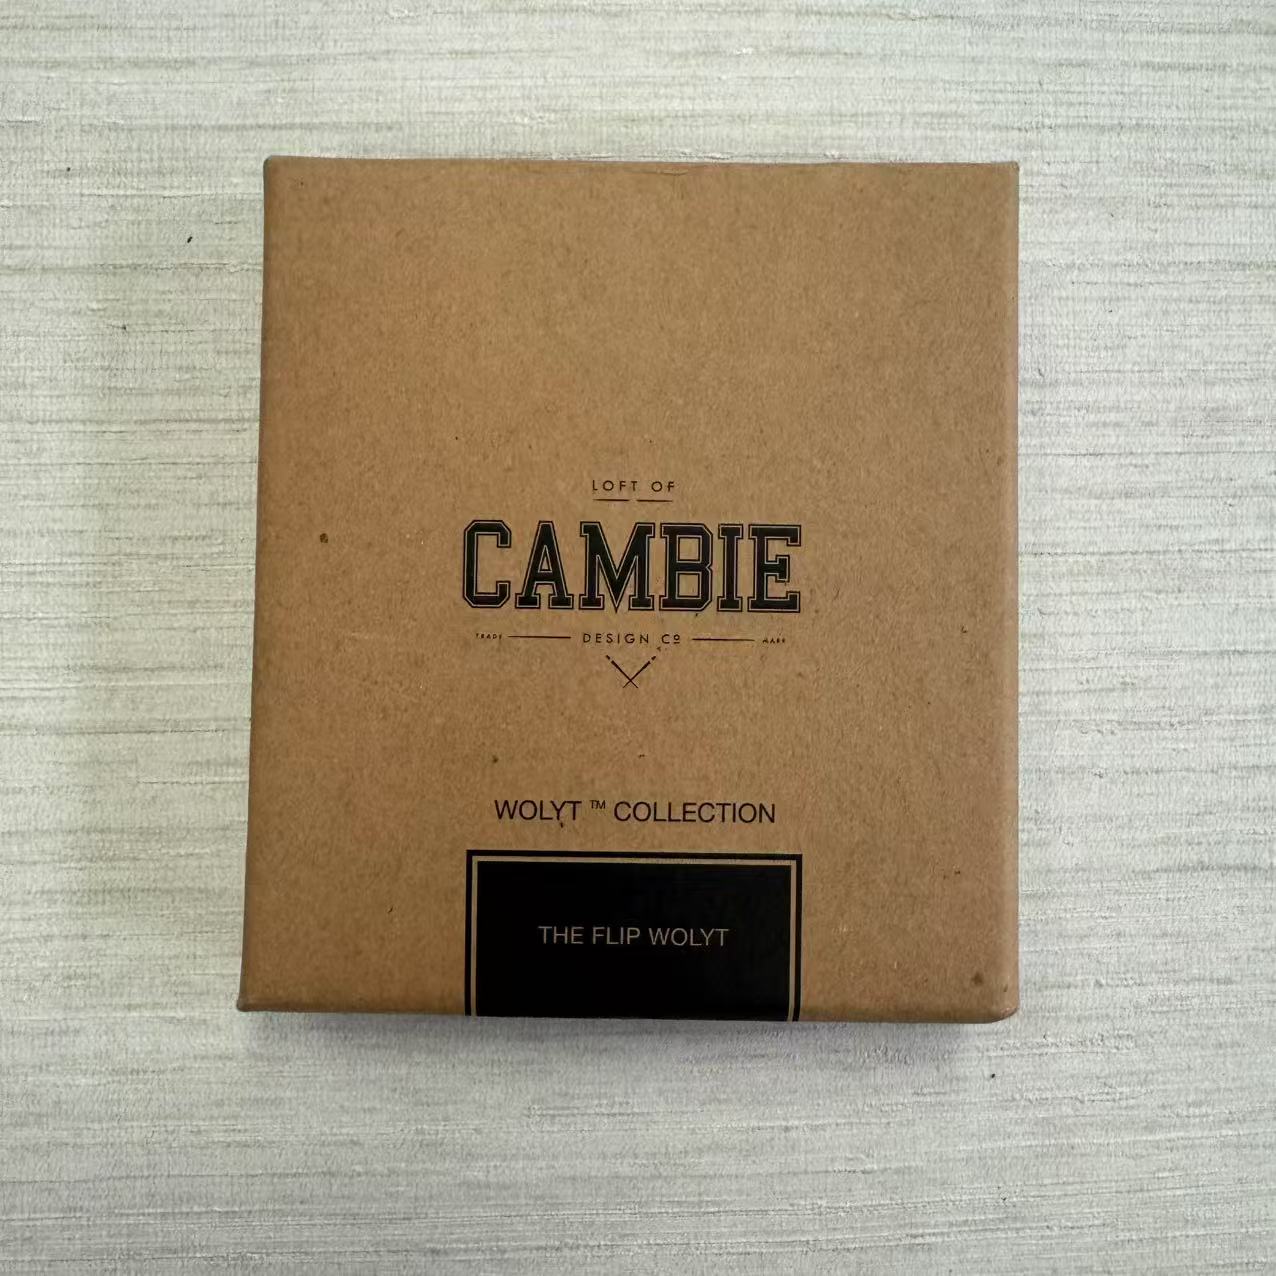 LOFT OF
CAMBIE
TRADE DESIGN Cº MARK
WOLYT ™ COLLECTION
THE FLIP WOLYT